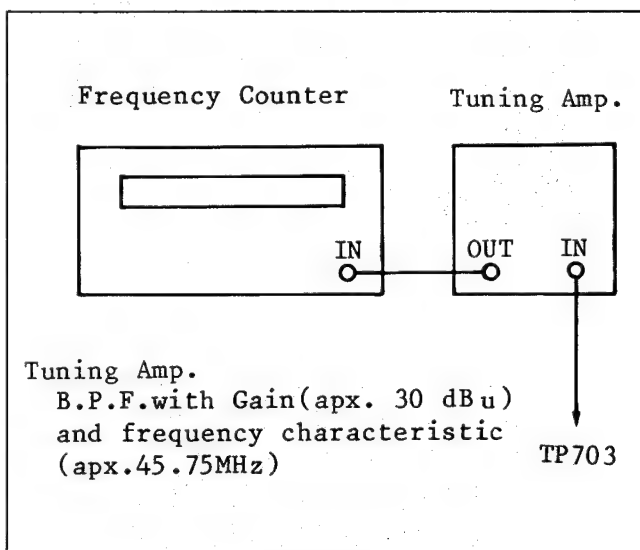 Frequency Counter
Tuning Amp.
IN
OUT
IN
Tuning Amp.
B.P.F.with Gain(apx. 30 dBu)
and frequency characteristic
(apx.45.75MHz)
TP703